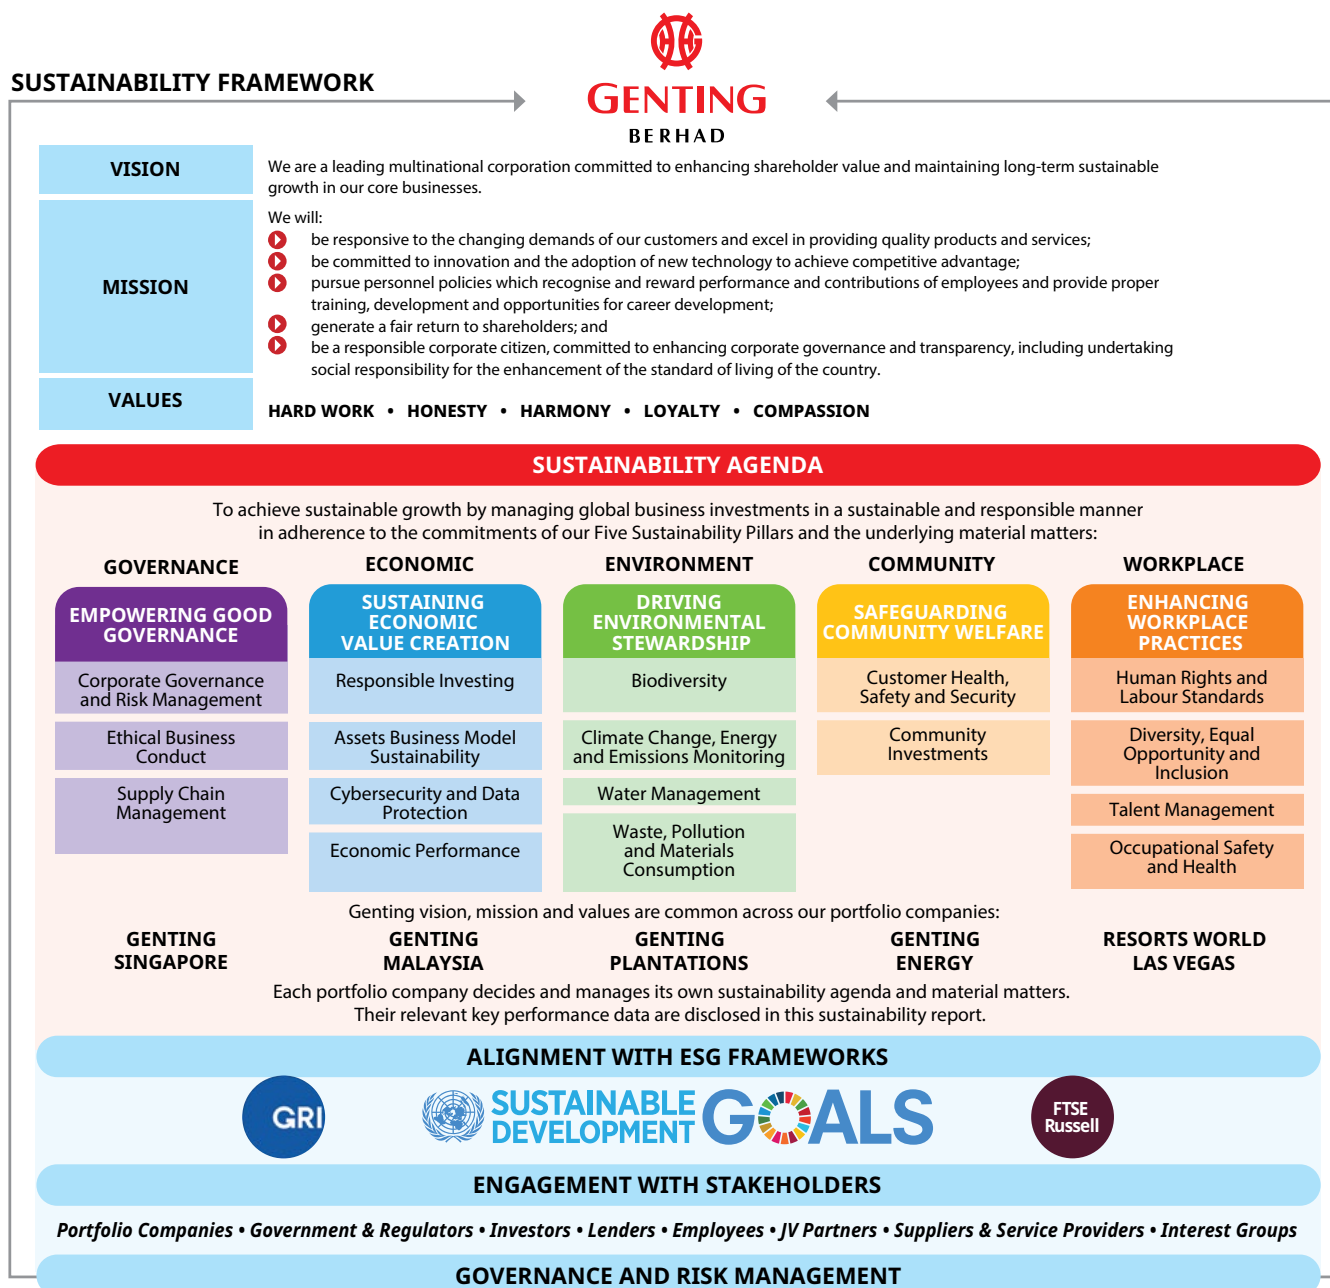 GENTING
BERHAD
SUSTAINABILITY FRAMEWORK
VISION
We are a leading multinational corporation committed to enhancing shareholder value and maintaining long-term sustainable
growth in our core businesses.
MISSION
We will:
be responsive to the changing demands of our customers and excel in providing quality products and services;
be committed to innovation and the adoption of new technology to achieve competitive advantage;
pursue personnel policies which recognise and reward performance and contributions of employees and provide proper
training, development and opportunities for career development;
generate a fair return to shareholders; and
be a responsible corporate citizen, committed to enhancing corporate governance and transparency, including undertaking
social responsibility for the enhancement of the standard of living of the country.
VALUES
HARD WORK • HONESTY • HARMONY • LOYALTY • COMPASSION
SUSTAINABILITY AGENDA
To achieve sustainable growth by managing global business investments in a sustainable and responsible manner
in adherence to the commitments of our Five Sustainability Pillars and the underlying material matters:
GOVERNANCE
EMPOWERING GOOD
GOVERNANCE
Corporate Governance
and Risk Management
Ethical Business
Conduct
Supply Chain
Management
ECONOMIC
SUSTAINING
ECONOMIC
VALUE CREATION
Responsible Investing
Assets Business Model
Sustainability
Cybersecurity and Data
Protection
Economic Performance
ENVIRONMENT
DRIVING
ENVIRONMENTAL
STEWARDSHIP
Biodiversity
Climate Change, Energy
and Emissions Monitoring
Water Management
Waste, Pollution
and Materials
Consumption
COMMUNITY
SAFEGUARDING
COMMUNITY WELFARE
Customer Health,
Safety and Security
Community
Investments
WORKPLACE
ENHANCING
WORKPLACE
PRACTICES
Human Rights and
Labour Standards
Diversity, Equal
Opportunity and
Inclusion
Talent Management
Occupational Safety
and Health
Genting vision, mission and values are common across our portfolio companies:
GENTING
SINGAPORE
GENTING
MALAYSIA
GENTING
PLANTATIONS
GENTING
ENERGY
RESORTS WORLD
LAS VEGAS
Each portfolio company decides and manages its own sustainability agenda and material matters.
Their relevant key performance data are disclosed in this sustainability report.
ALIGNMENT WITH ESG FRAMEWORKS
GRI
SUSTAINABLE
DEVELOPMENT
GOALS
FTSE
Russell
ENGAGEMENT WITH STAKEHOLDERS
Portfolio Companies • Government & Regulators • Investors • Lenders • Employees • JV Partners • Suppliers & Service Providers • Interest Groups
GOVERNANCE AND RISK MANAGEMENT